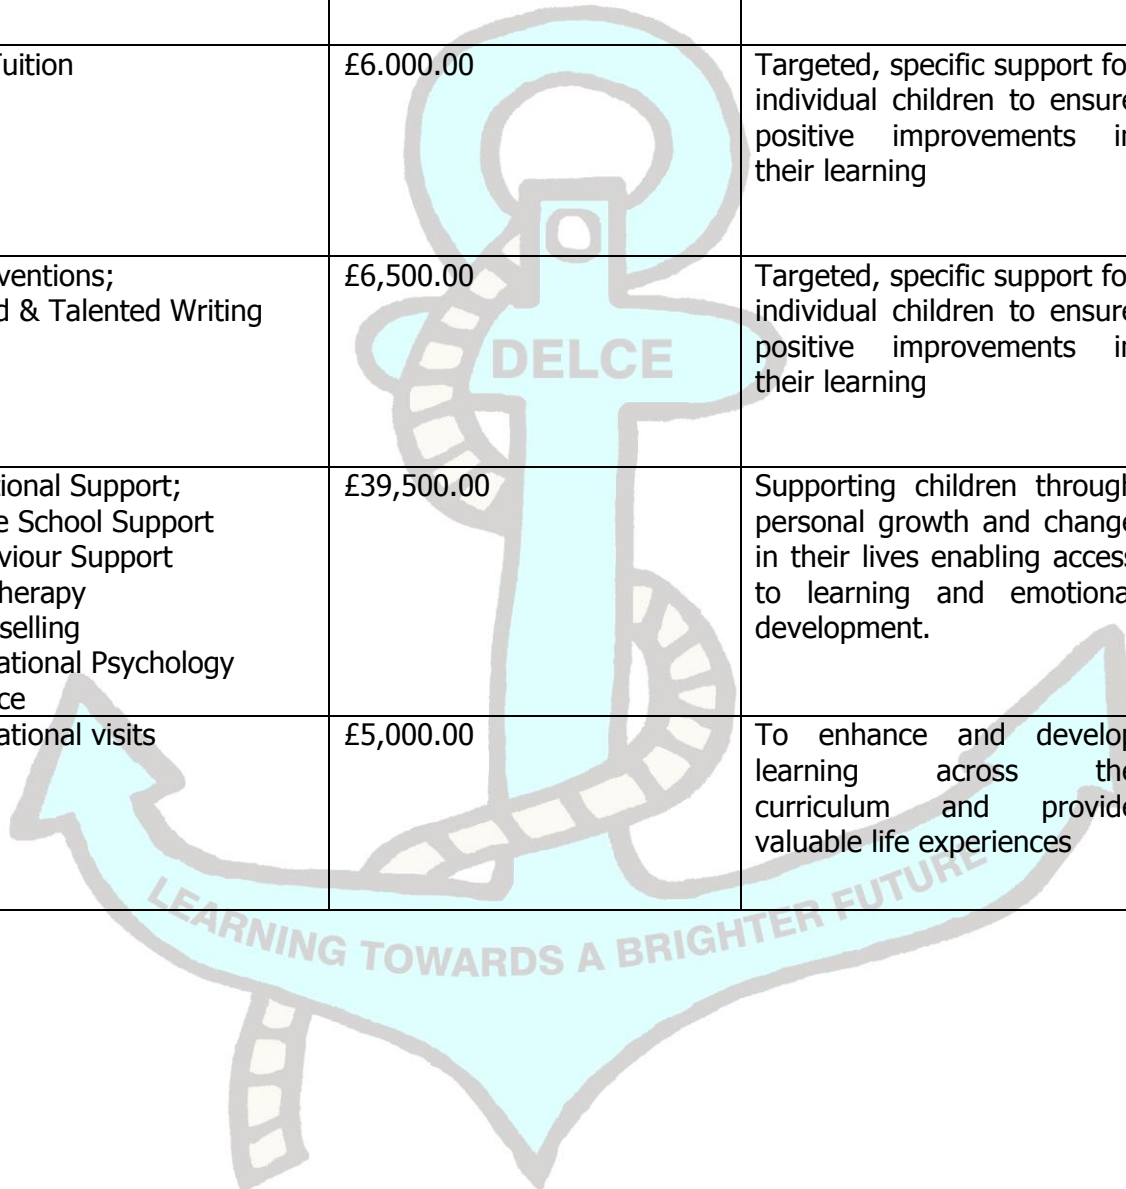 Tuition
£6.000.00
Targeted, specific support fo
individual children to ensure
positive improvements in
their learning
ventions;
d & Talented Writing
£6,500.00
Targeted, specific support fo
individual children to ensure
positive improvements in
their learning
DELCE
tional Support;
e School Support
viour Support
herapy
selling
ational Psychology
ce
£39,500.00
Supporting children through
personal growth and change
in their lives enabling access
to learning and emotional
development.
ational visits
£5,000.00
To enhance and develop
learning across the
curriculum and provide
valuable life experiences
LEARNING TOWARDS A BRIGHTER FUTURE